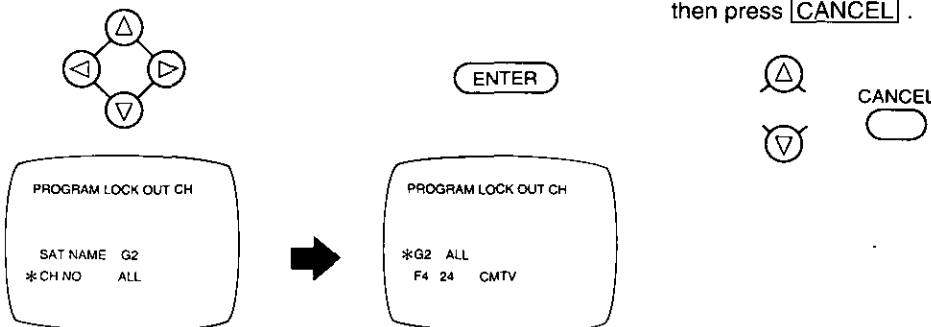 then press CANCEL .
ENTER
CANCEL
PROGRAM LOCK OUT CH
SAT NAME G2
*CH NO ALL
PROGRAM LOCK OUT CH
*G2 ALL
F4 24 CMTV